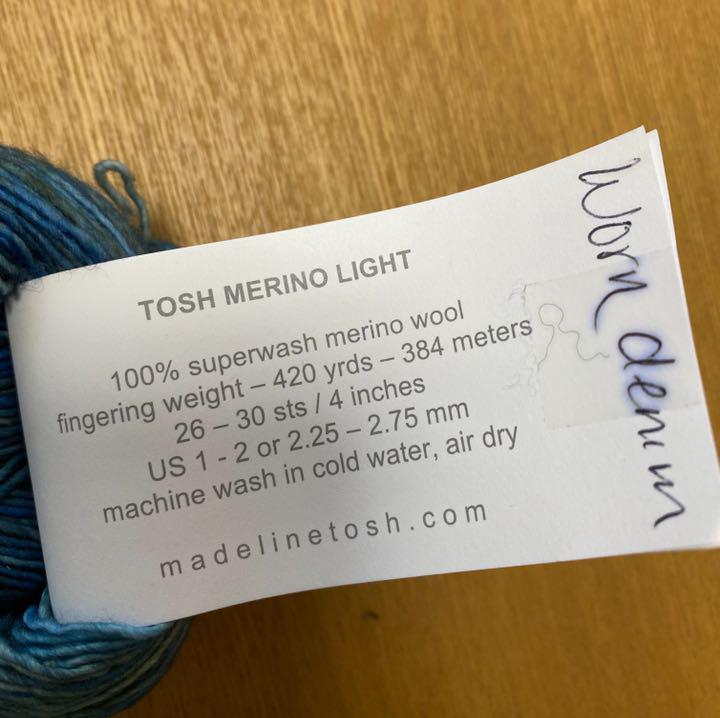 TOSH MERINO LIGHT
100% superwash merino wool
fingering weight – 420 yrds – 384 meters
26 – 30 sts / 4 inches
US 1 - 2 or 2.25 – 2.75 mm
machine wash in cold water, air dry
madelinetosh.com
Worn denim